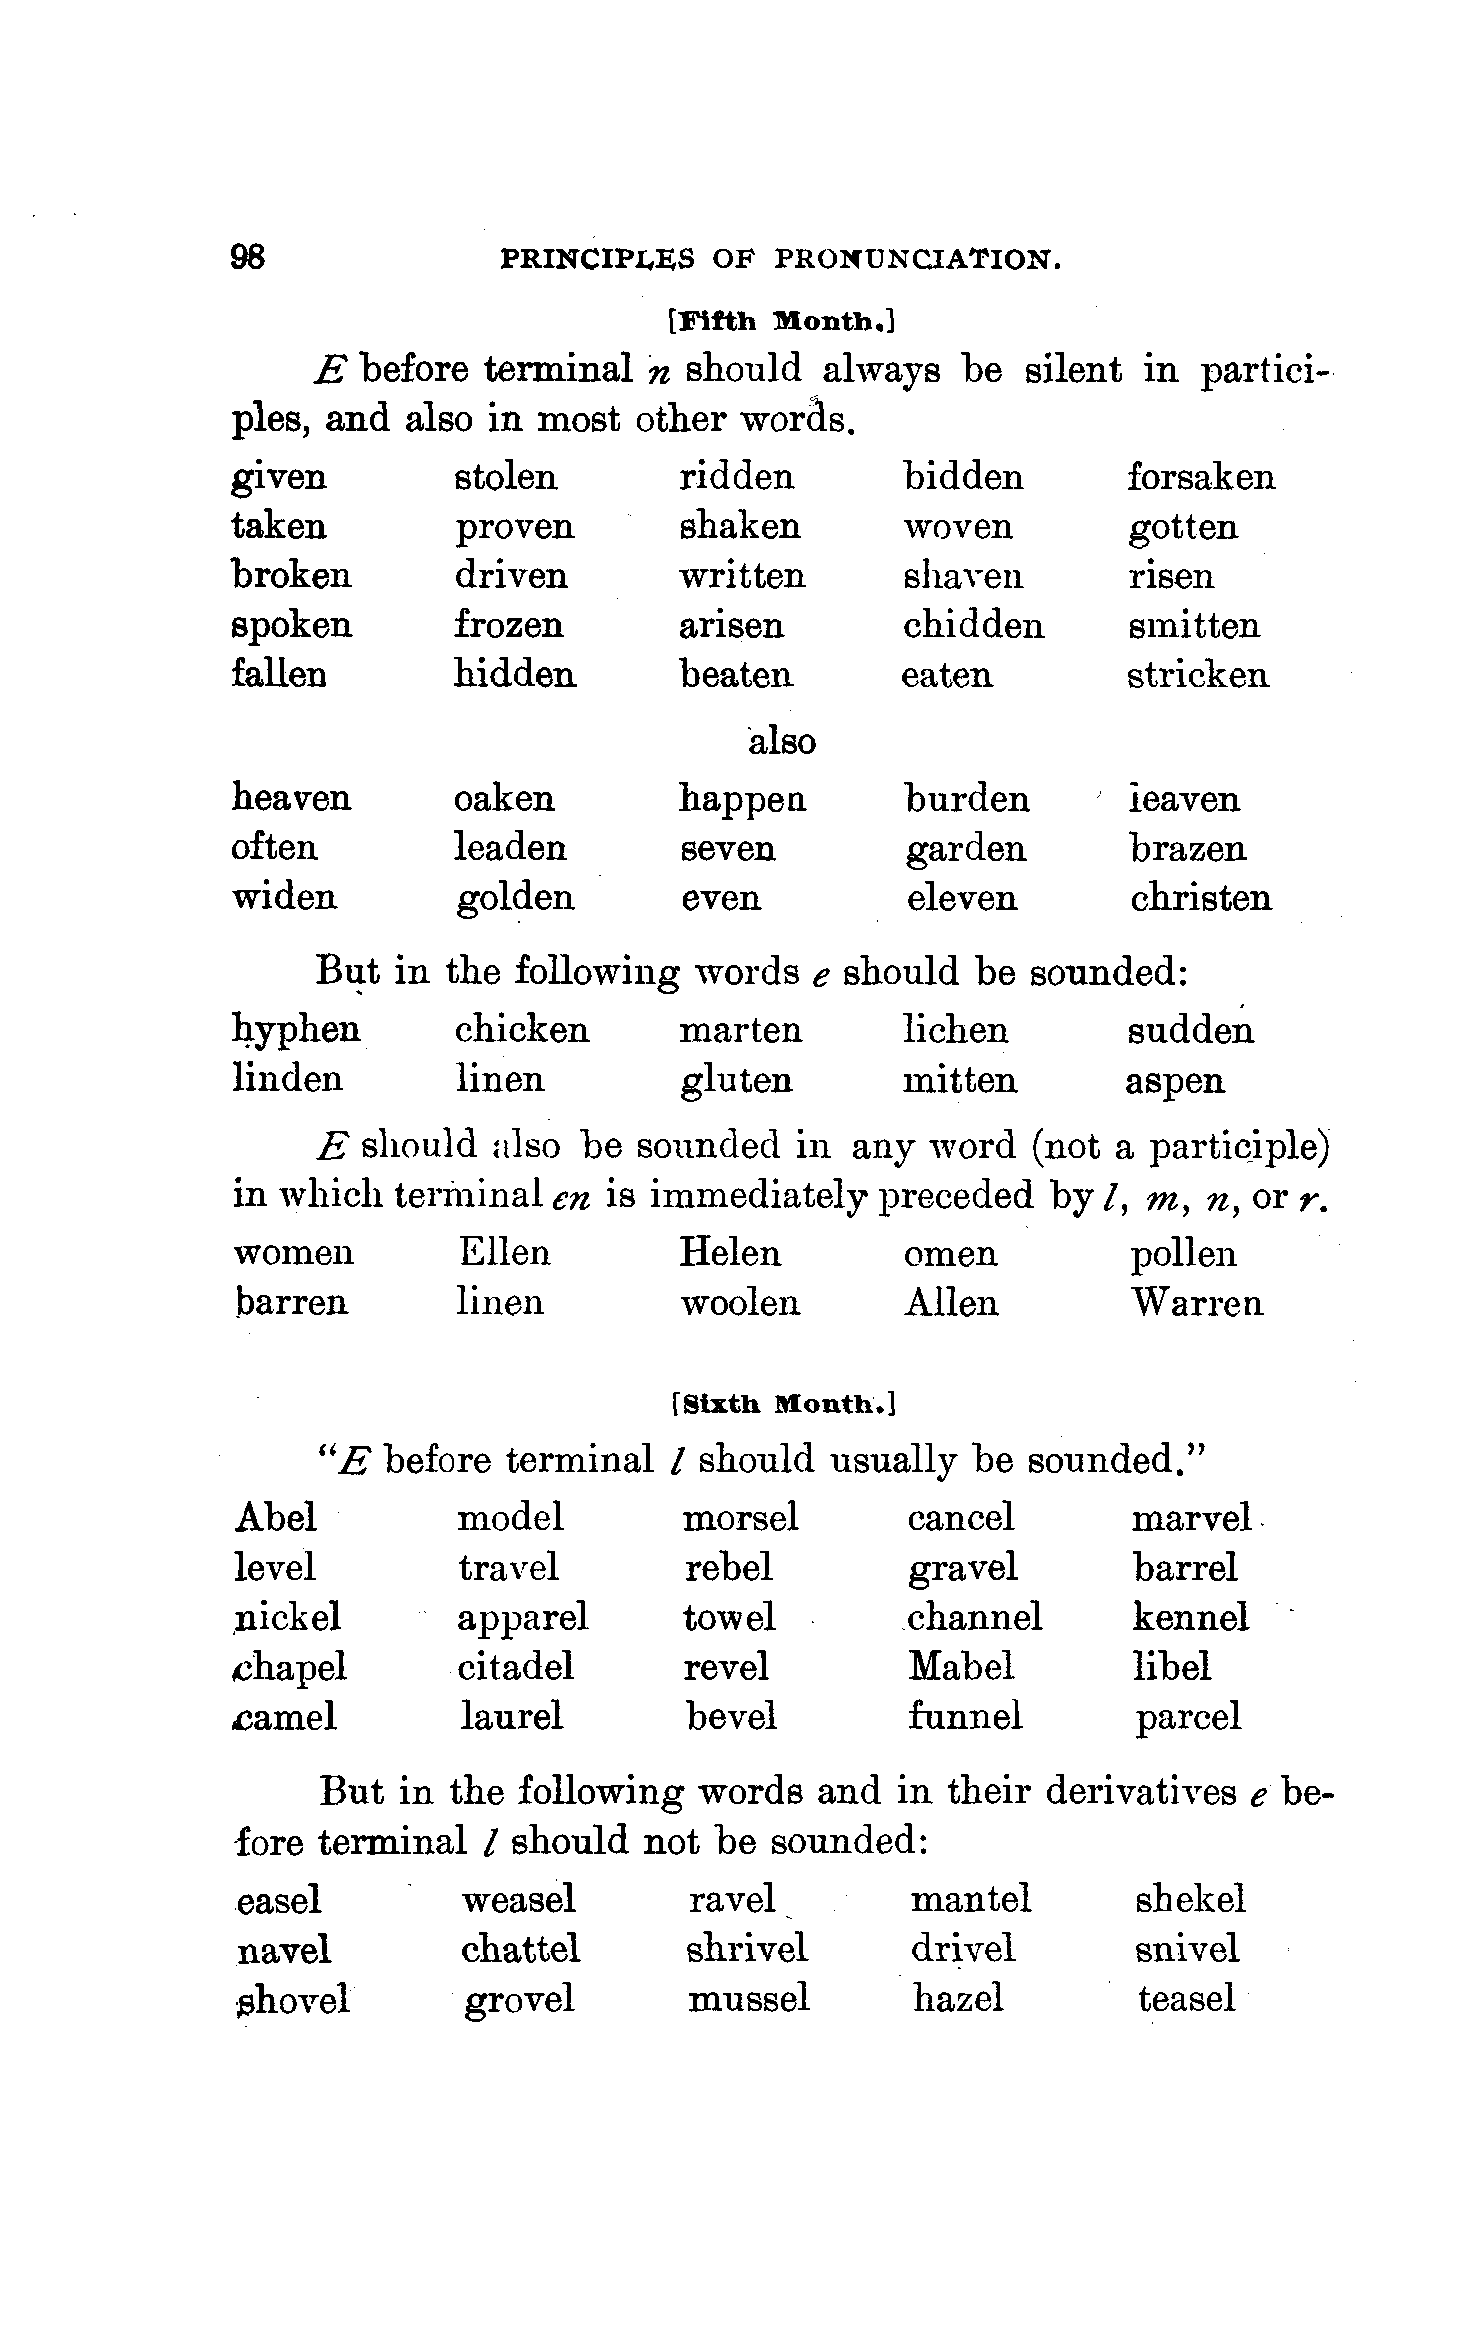 98 PRINCIPLES OF PRONUNCIATION.
[Fifth Month.]
E before terminal n should always be silent in partici-
ples, and also in most other words.
given stolen ridden bidden forsaken
taken proven shaken woven gotten
broken driven written shaven risen
spoken frozen arisen chidden smitten
fallen hidden beaten eaten stricken
also
heaven oaken happen burden leaven
often leaden seven garden brazen
widen golden even eleven christen
But in the following words e should be sounded:
hyphen chicken marten lichen sudden
linden linen gluten mitten aspen
E should also be sounded in any word (not a participle)
in which terminal en is immediately preceded by l, m, n, or r.
women Ellen Helen omen pollen
barren linen woolen Allen Warren
[Sixth Month.]
"E before terminal l should usually be sounded."
Abel model morsel cancel marvel
level travel rebel gravel barrel
nickel apparel towel channel kennel
chapel citadel revel Mabel libel
camel laurel bevel funnel parcel
But in the following words and in their derivatives e be-
fore terminal l should not be sounded:
easel weasel ravel mantel shekel
navel chattel shrivel drivel snivel
shovel grovel mussel hazel teasel